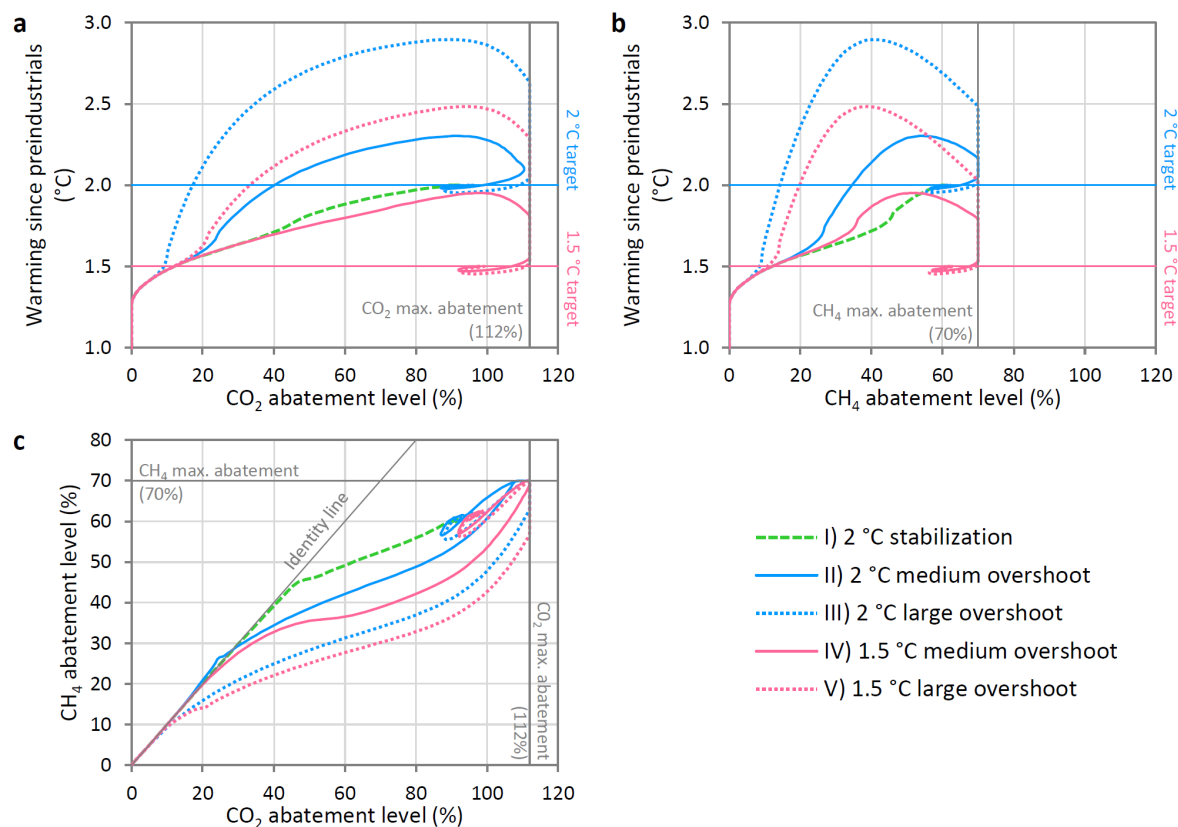 a
Warming since preindustrials
(°C)
3.0
2.5
2.0
1.5
1.0
2 °C target
1.5 °C target
CO2 max. abatement
(112%)
0 20 40 60 80 100 120
CO2 abatement level (%)
b
Warming since preindustrials
(°C)
3.0
2.5
2.0
1.5
1.0
2 °C target
1.5 °C target
CH4 max. abatement
(70%)
0 20 40 60 80 100 120
CH4 abatement level (%)
c
CH4 abatement level (%)
80
70
60
50
40
30
20
10
0
CH4 max. abatement
(70%)
Identity line
CO2 max. abatement
(112%)
0 20 40 60 80 100 120
CO2 abatement level (%)
I) 2 °C stabilization
II) 2 °C medium overshoot
III) 2 °C large overshoot
IV) 1.5 °C medium overshoot
V) 1.5 °C large overshoot